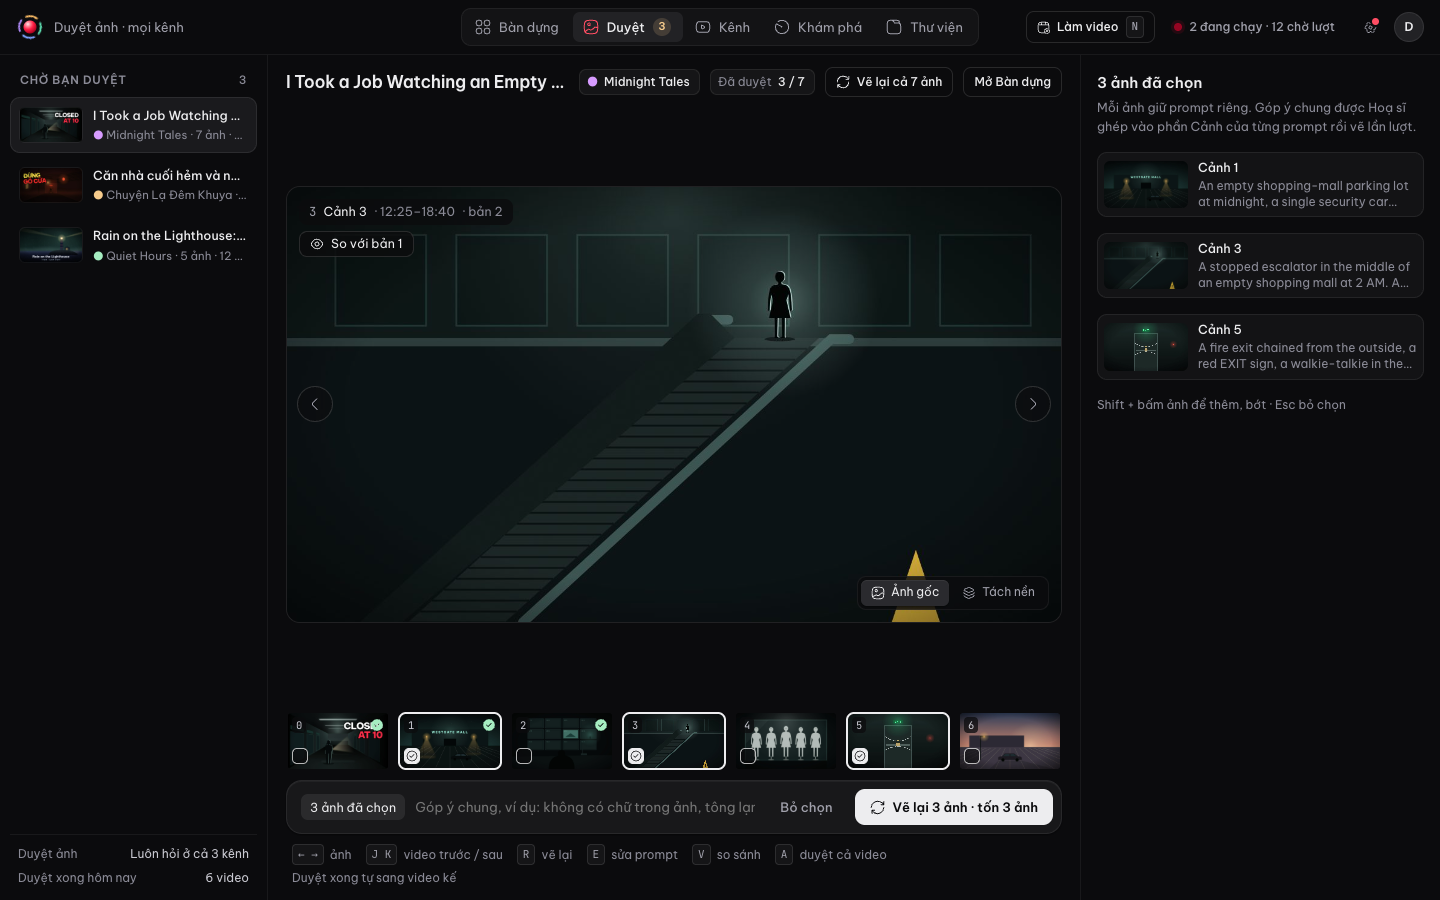 Duyệt ảnh · mọi kênh
Bàn dựng
Duyệt 3
Kênh
Khám phá
Thư viện
Làm video N
2 đang chạy · 12 chờ lượt
D
CHỜ BẠN DUYỆT 3
I Took a Job Watching ...
Midnight Tales · 7 ảnh · ...
Căn nhà cuối hẻm và n...
Chuyện Lạ Đêm Khuya ·...
Rain on the Lighthouse:...
Quiet Hours · 5 ảnh · 12 ...
Duyệt ảnh Luôn hỏi ở cả 3 kênh
Duyệt xong hôm nay 6 video
I Took a Job Watching an Empty ...
Midnight Tales
Đã duyệt 3 / 7
Vẽ lại cả 7 ảnh
Mở Bàn dựng
3 Cảnh 3 · 12:25–18:40 · bản 2
So với bản 1
Ảnh gốc
Tách nền
0 CLOSED AT 10
1 WESTGATE MALL
2
3
4
5
6
3 ảnh đã chọn
Góp ý chung, ví dụ: không có chữ trong ảnh, tông lạr
Bỏ chọn
Vẽ lại 3 ảnh · tốn 3 ảnh
← → ảnh
J K video trước / sau
R vẽ lại
E sửa prompt
V so sánh
A duyệt cả video
Duyệt xong tự sang video kế
3 ảnh đã chọn
Mỗi ảnh giữ prompt riêng. Góp ý chung được Hoạ sĩ
ghép vào phần Cảnh của từng prompt rồi vẽ lần lượt.
Cảnh 1
An empty shopping-mall parking lot
at midnight, a single security car...
Cảnh 3
A stopped escalator in the middle of
an empty shopping mall at 2 AM. A...
Cảnh 5
A fire exit chained from the outside, a
red EXIT sign, a walkie-talkie in the...
Shift + bấm ảnh để thêm, bớt · Esc bỏ chọn